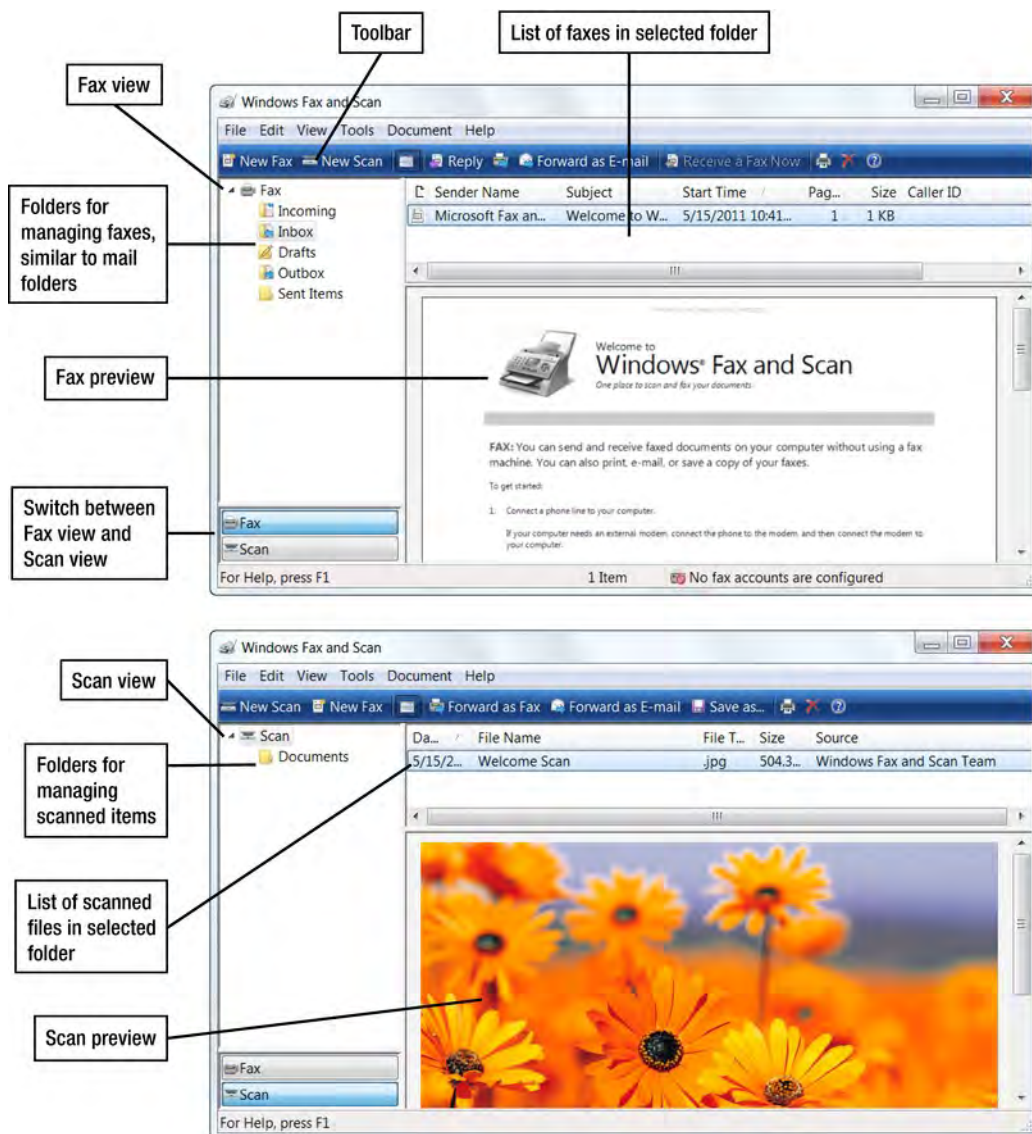 Toolbar
List of faxes in selected folder
Fax view
Windows Fax and Scan
File Edit View Tools Document Help
New Fax New Scan Reply Forward as E-mail Receive a Fax Now
Folders for
managing faxes,
similar to mail
folders
Fax
Incoming
Inbox
Drafts
Outbox
Sent Items
Sender Name Subject Start Time Pag... Size Caller ID
Microsoft Fax an... Welcome to W... 5/15/2011 10:41... 1 1 KB
Fax preview
Welcome to
Windows® Fax and Scan
One place to scan and fax your documents
FAX: You can send and receive faxed documents on your computer without using a fax
machine. You can also print, e-mail, or save a copy of your faxes.
To get started:
1. Connect a phone line to your computer.
If your computer needs an external modem, connect the phone to the modem, and then connect the modem to
your computer.
Switch between
Fax view and
Scan view
Fax
Scan
For Help, press F1 1 Item No fax accounts are configured
Windows Fax and Scan
Scan view
File Edit View Tools Document Help
New Scan New Fax Forward as Fax Forward as E-mail Save as...
Folders for
managing
scanned items
Scan
Documents
Da... File Name File T... Size Source
5/15/2... Welcome Scan .jpg 504.3... Windows Fax and Scan Team
List of scanned
files in selected
folder
Scan preview
Fax
Scan
For Help, press F1